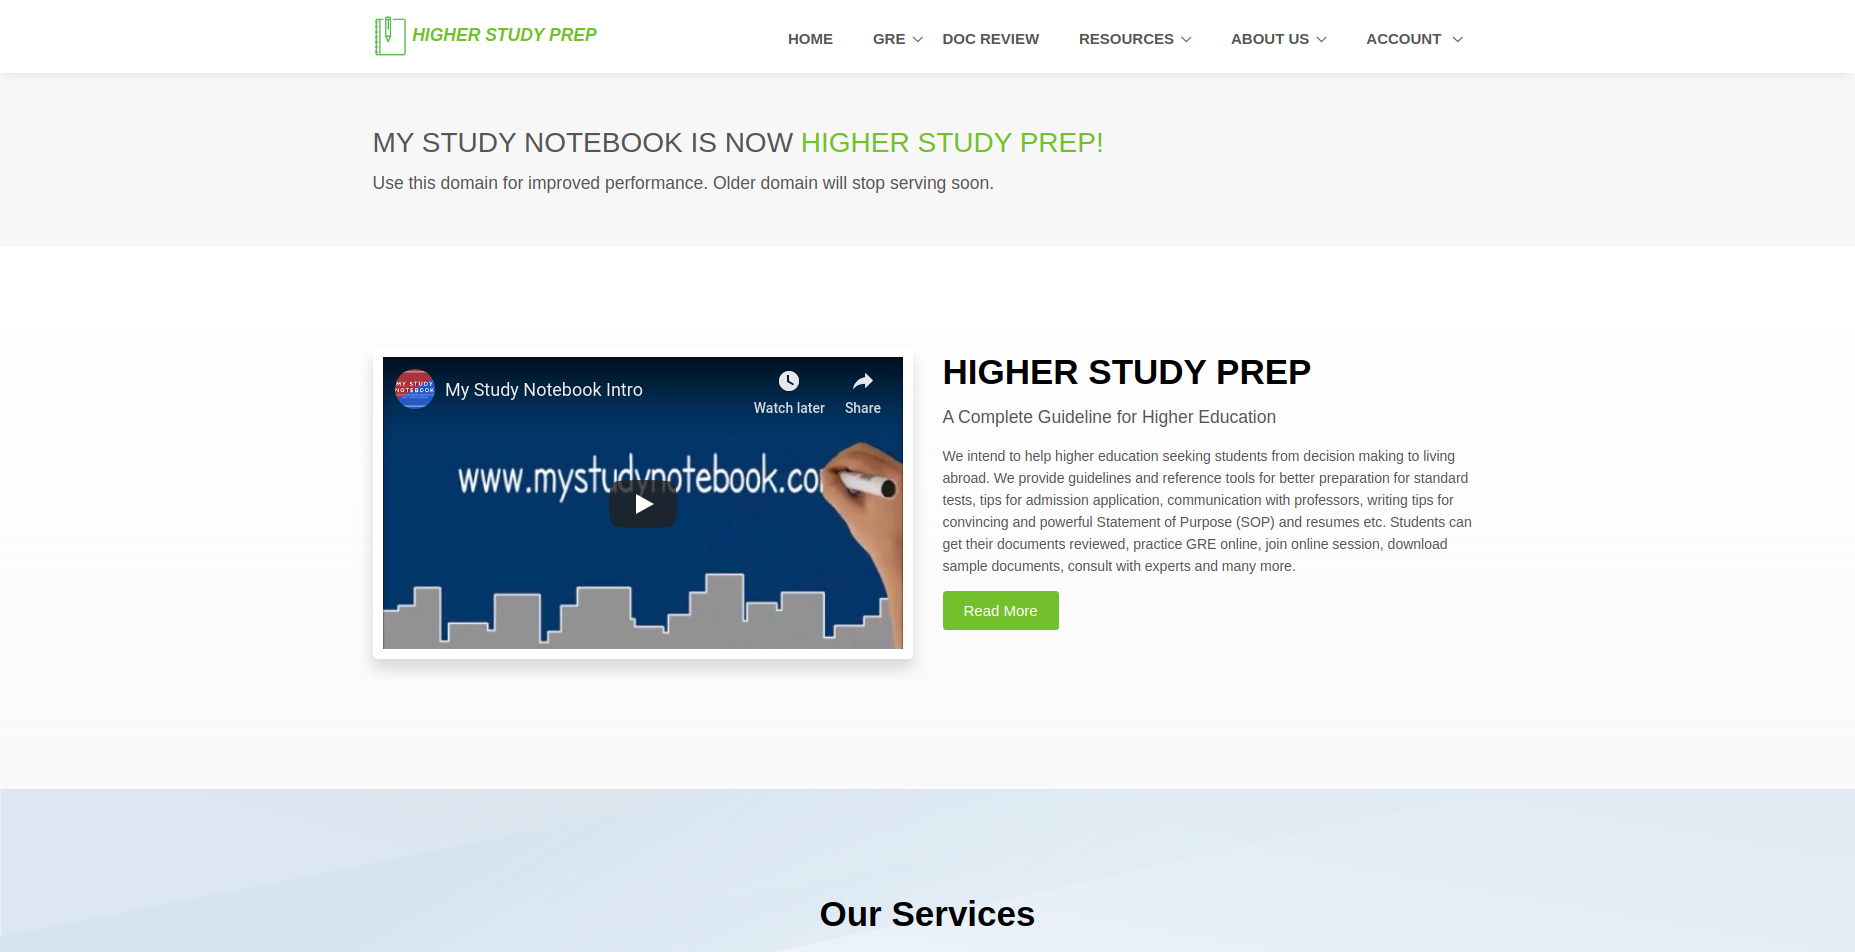 HIGHER STUDY PREP
HOME
GRE
DOC REVIEW
RESOURCES
ABOUT US
ACCOUNT
MY STUDY NOTEBOOK IS NOW HIGHER STUDY PREP!
Use this domain for improved performance. Older domain will stop serving soon.
MY STUDY
NOTEBOOK
My Study Notebook Intro
Watch later
Share
www.mystudynotebook.co
HIGHER STUDY PREP
A Complete Guideline for Higher Education
We intend to help higher education seeking students from decision making to living
abroad. We provide guidelines and reference tools for better preparation for standard
tests, tips for admission application, communication with professors, writing tips for
convincing and powerful Statement of Purpose (SOP) and resumes etc. Students can
get their documents reviewed, practice GRE online, join online session, download
sample documents, consult with experts and many more.
Read More
Our Services